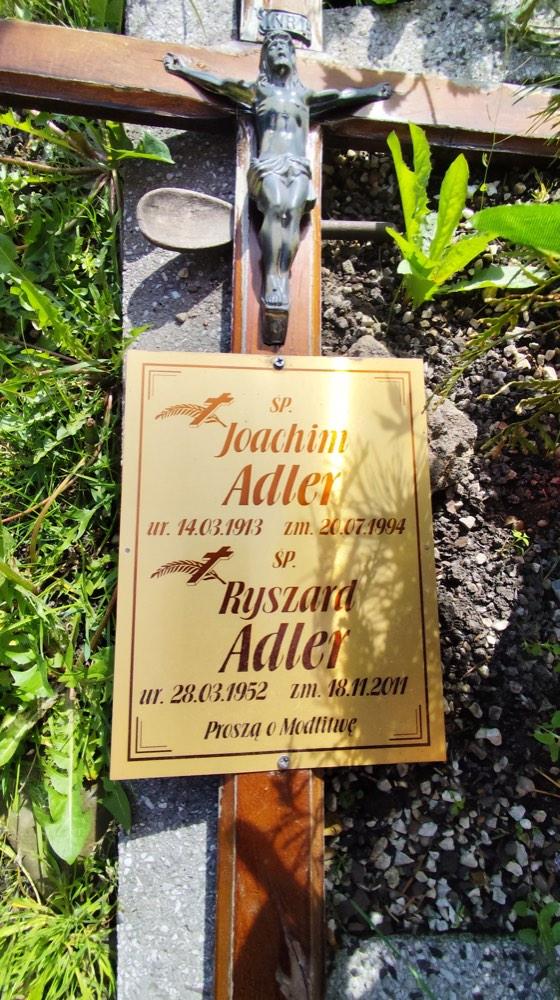 INRI
SP.
Joachim
Adler
ur. 14.03.1913 zm. 20.07.1994
SP.
Ryszard
Adler
ur. 28.03.1952 zm. 18.11.2011
Proszą o Modlitwę